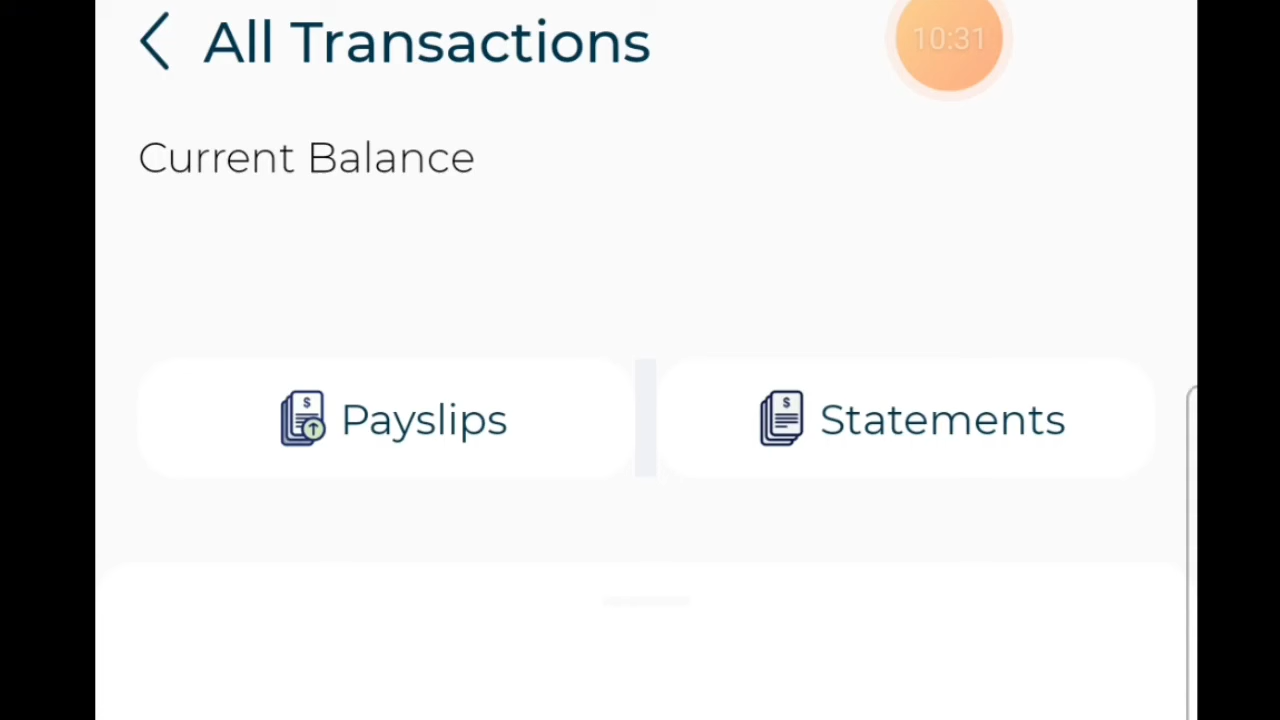 All Transactions
10:31
Current Balance
$ Payslips
$ Statements